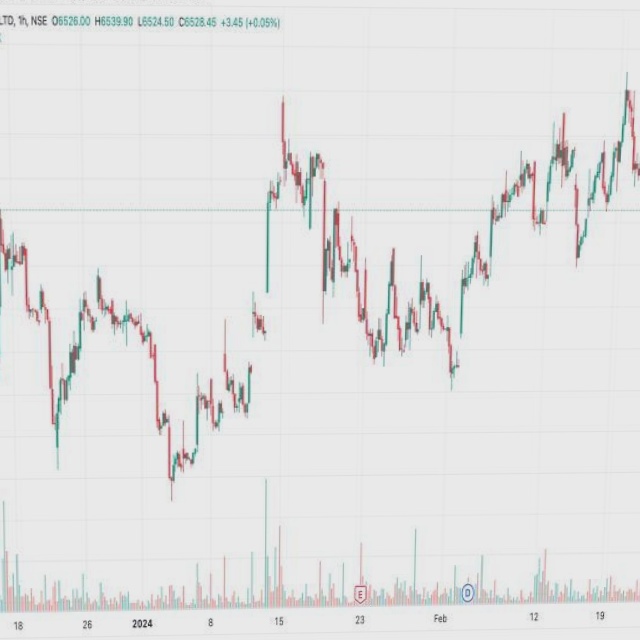 LTD, 1h, NSE O6526.00 H6539.90 L6524.50 C6528.45 +3.45 (+0.05%)
E
D
18 26 2024 8 15 23 Feb 12 19